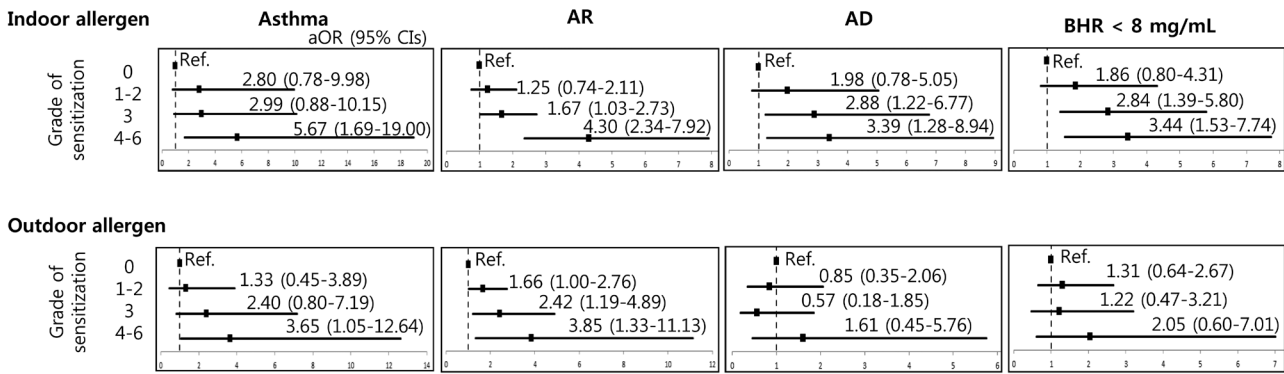 Indoor allergen
Asthma
AR
AD
BHR < 8 mg/mL
aOR (95% CIs)
Grade of
sensitization
0
1-2
3
4-6
Ref.
2.80 (0.78-9.98)
2.99 (0.88-10.15)
5.67 (1.69-19.00)
0 2 4 6 8 10 12 14 16 18 20
Ref.
1.25 (0.74-2.11)
1.67 (1.03-2.73)
4.30 (2.34-7.92)
0 1 2 3 4 5 6 7 8
Ref.
1.98 (0.78-5.05)
2.88 (1.22-6.77)
3.39 (1.28-8.94)
0 1 2 3 4 5 6 7 8 9
Ref.
1.86 (0.80-4.31)
2.84 (1.39-5.80)
3.44 (1.53-7.74)
0 1 2 3 4 5 6 7 8
Outdoor allergen
Grade of
sensitization
0
1-2
3
4-6
Ref.
1.33 (0.45-3.89)
2.40 (0.80-7.19)
3.65 (1.05-12.64)
0 2 4 6 8 10 12 14
Ref.
1.66 (1.00-2.76)
2.42 (1.19-4.89)
3.85 (1.33-11.13)
0 2 4 6 8 10 12
Ref.
0.85 (0.35-2.06)
0.57 (0.18-1.85)
1.61 (0.45-5.76)
0 1 2 3 4 5 6
Ref.
1.31 (0.64-2.67)
1.22 (0.47-3.21)
2.05 (0.60-7.01)
0 1 2 3 4 5 6 7